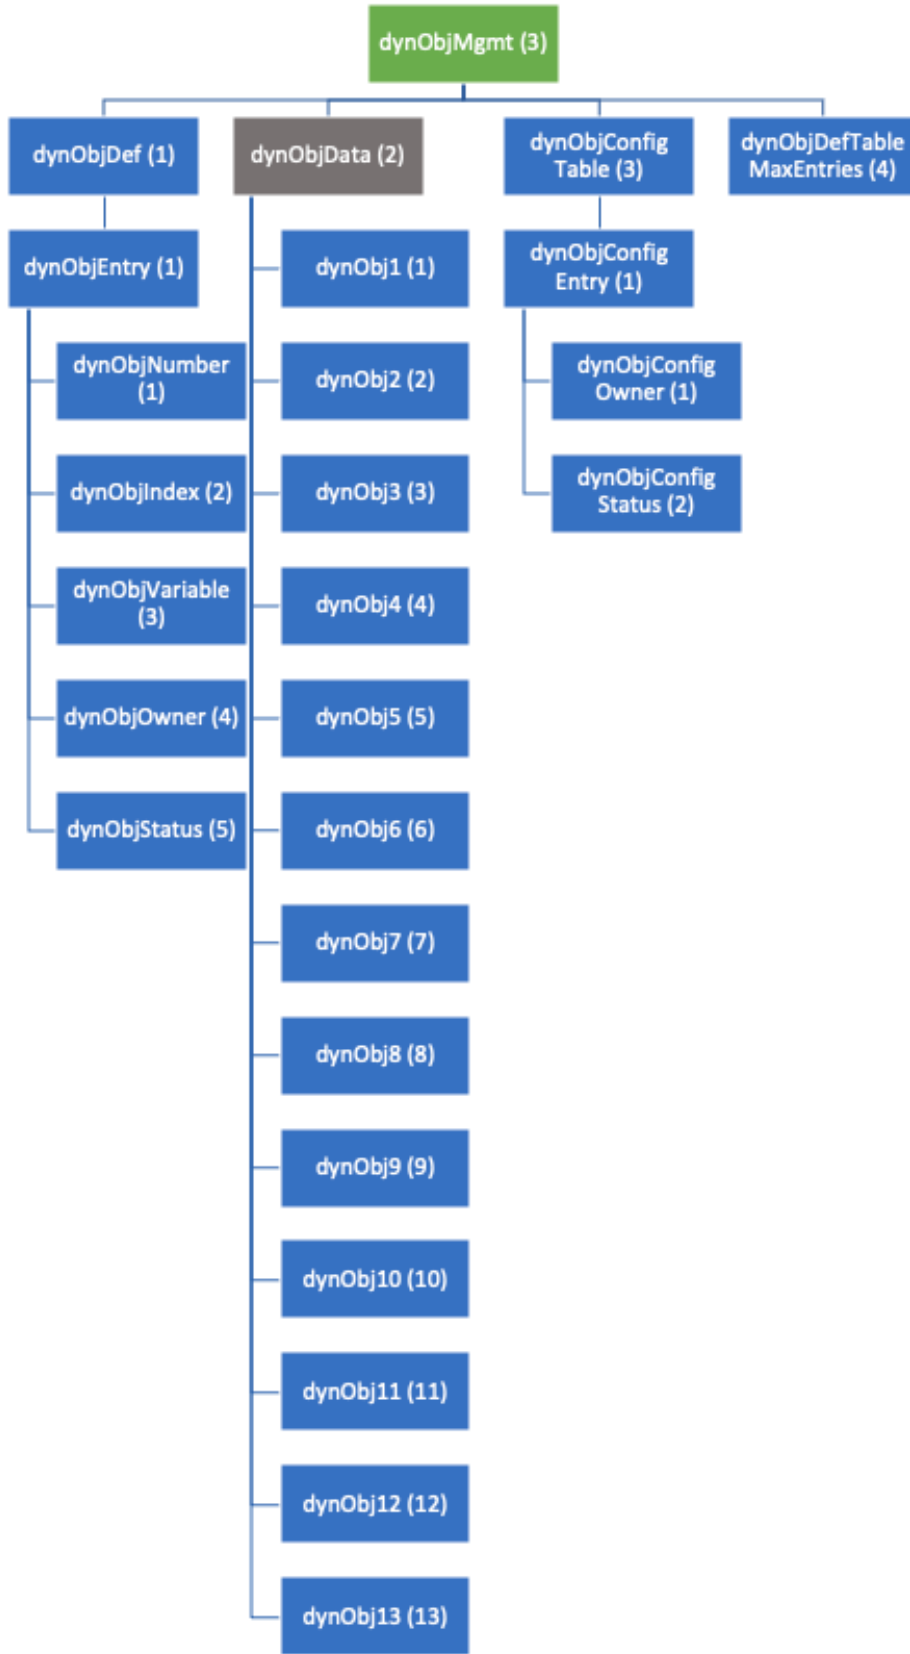 dynObjMgmt (3)
dynObjDef (1)
dynObjData (2)
dynObjConfig
Table (3)
dynObjDefTable
MaxEntries (4)
dynObjEntry (1)
dynObj1 (1)
dynObjConfig
Entry (1)
dynObjNumber
(1)
dynObj2 (2)
dynObjConfig
Owner (1)
dynObjIndex (2)
dynObj3 (3)
dynObjConfig
Status (2)
dynObjVariable
(3)
dynObj4 (4)
dynObjOwner (4)
dynObj5 (5)
dynObjStatus (5)
dynObj6 (6)
dynObj7 (7)
dynObj8 (8)
dynObj9 (9)
dynObj10 (10)
dynObj11 (11)
dynObj12 (12)
dynObj13 (13)